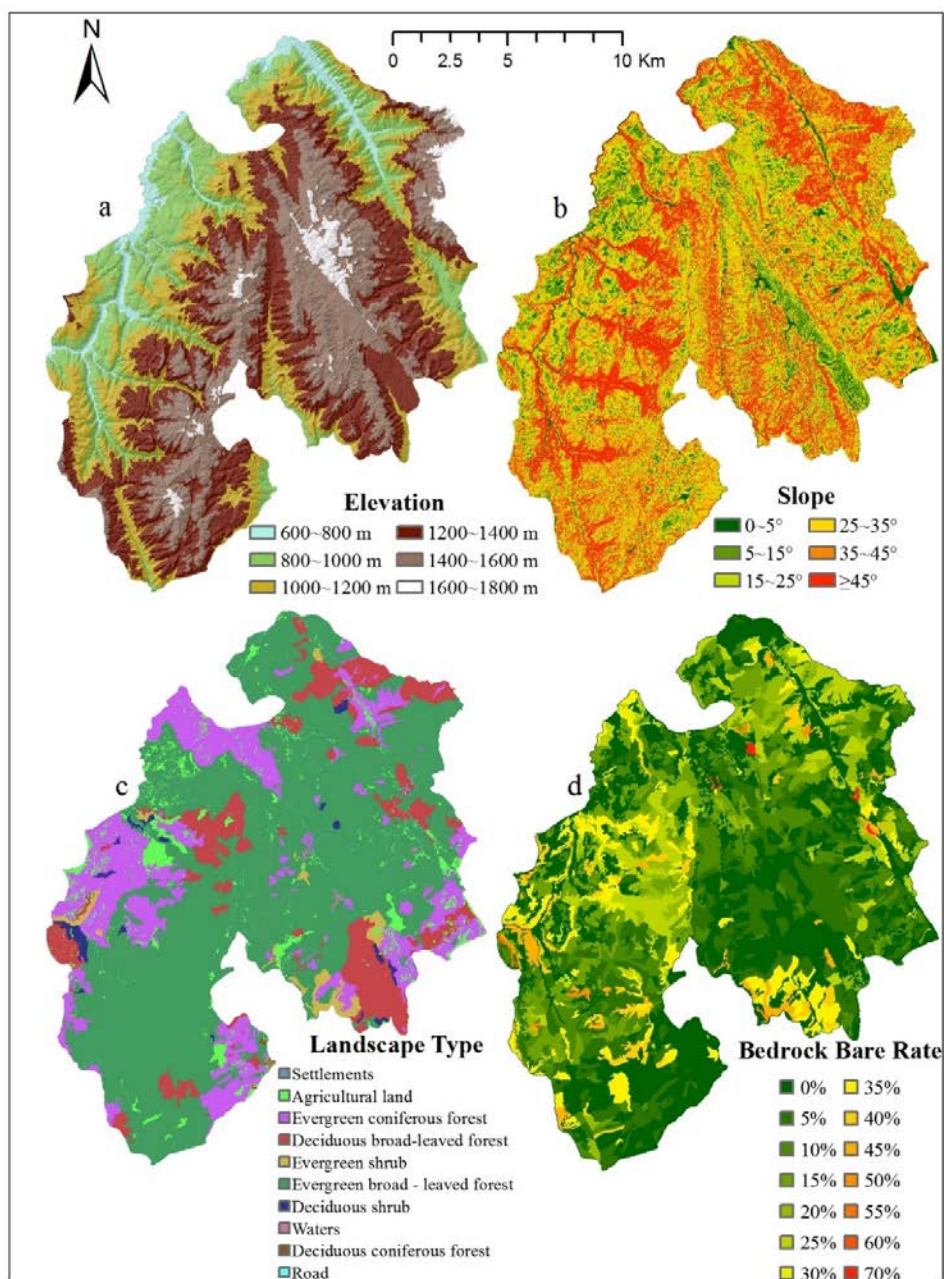 N
0 2.5 5 10 Km
a
b
Elevation
600~800 m 1200~1400 m
800~1000 m 1400~1600 m
1000~1200 m 1600~1800 m
Slope
0~5° 25~35°
5~15° 35~45°
15~25° ≥45°
c
d
Landscape Type
Settlements
Agricultural land
Evergreen coniferous forest
Deciduous broad-leaved forest
Evergreen shrub
Evergreen broad - leaved forest
Deciduous shrub
Waters
Deciduous coniferous forest
Road
Bedrock Bare Rate
0% 35%
5% 40%
10% 45%
15% 50%
20% 55%
25% 60%
30% 70%